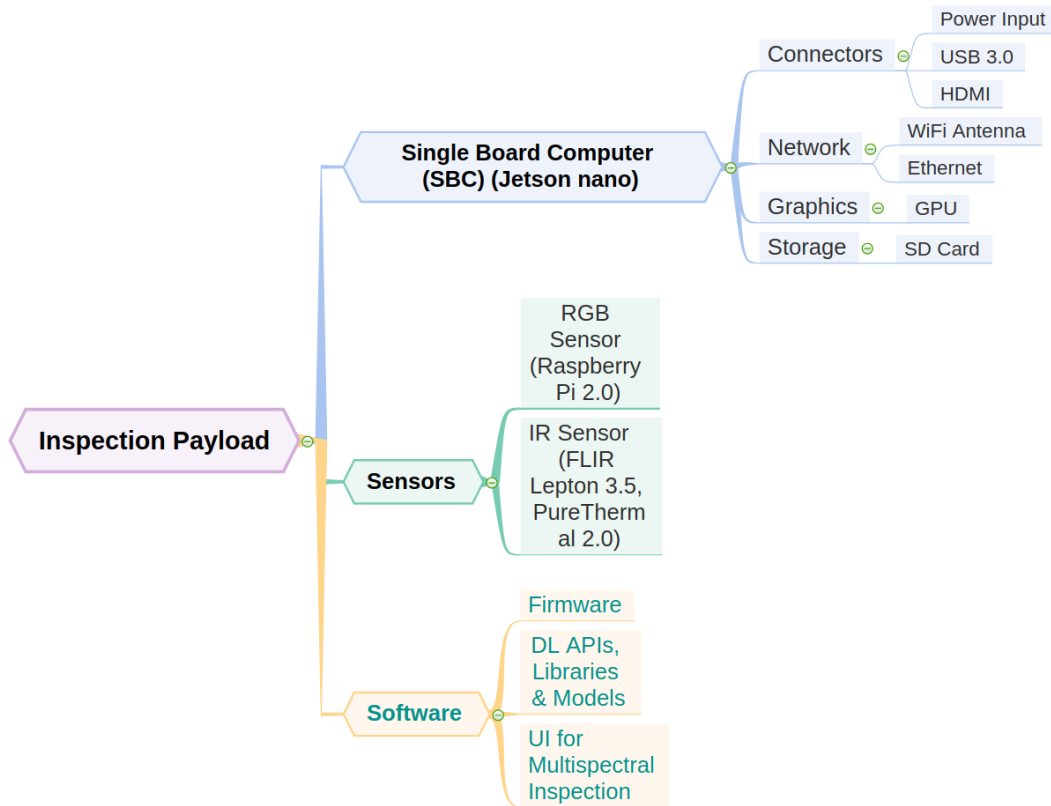 Inspection Payload
Single Board Computer
(SBC) (Jetson nano)
Connectors
Power Input
USB 3.0
HDMI
Network
WiFi Antenna
Ethernet
Graphics
GPU
Storage
SD Card
Sensors
RGB
Sensor
(Raspberry
Pi 2.0)
IR Sensor
(FLIR
Lepton 3.5,
PureTherm
al 2.0)
Software
Firmware
DL APIs,
Libraries
& Models
UI for
Multispectral
Inspection